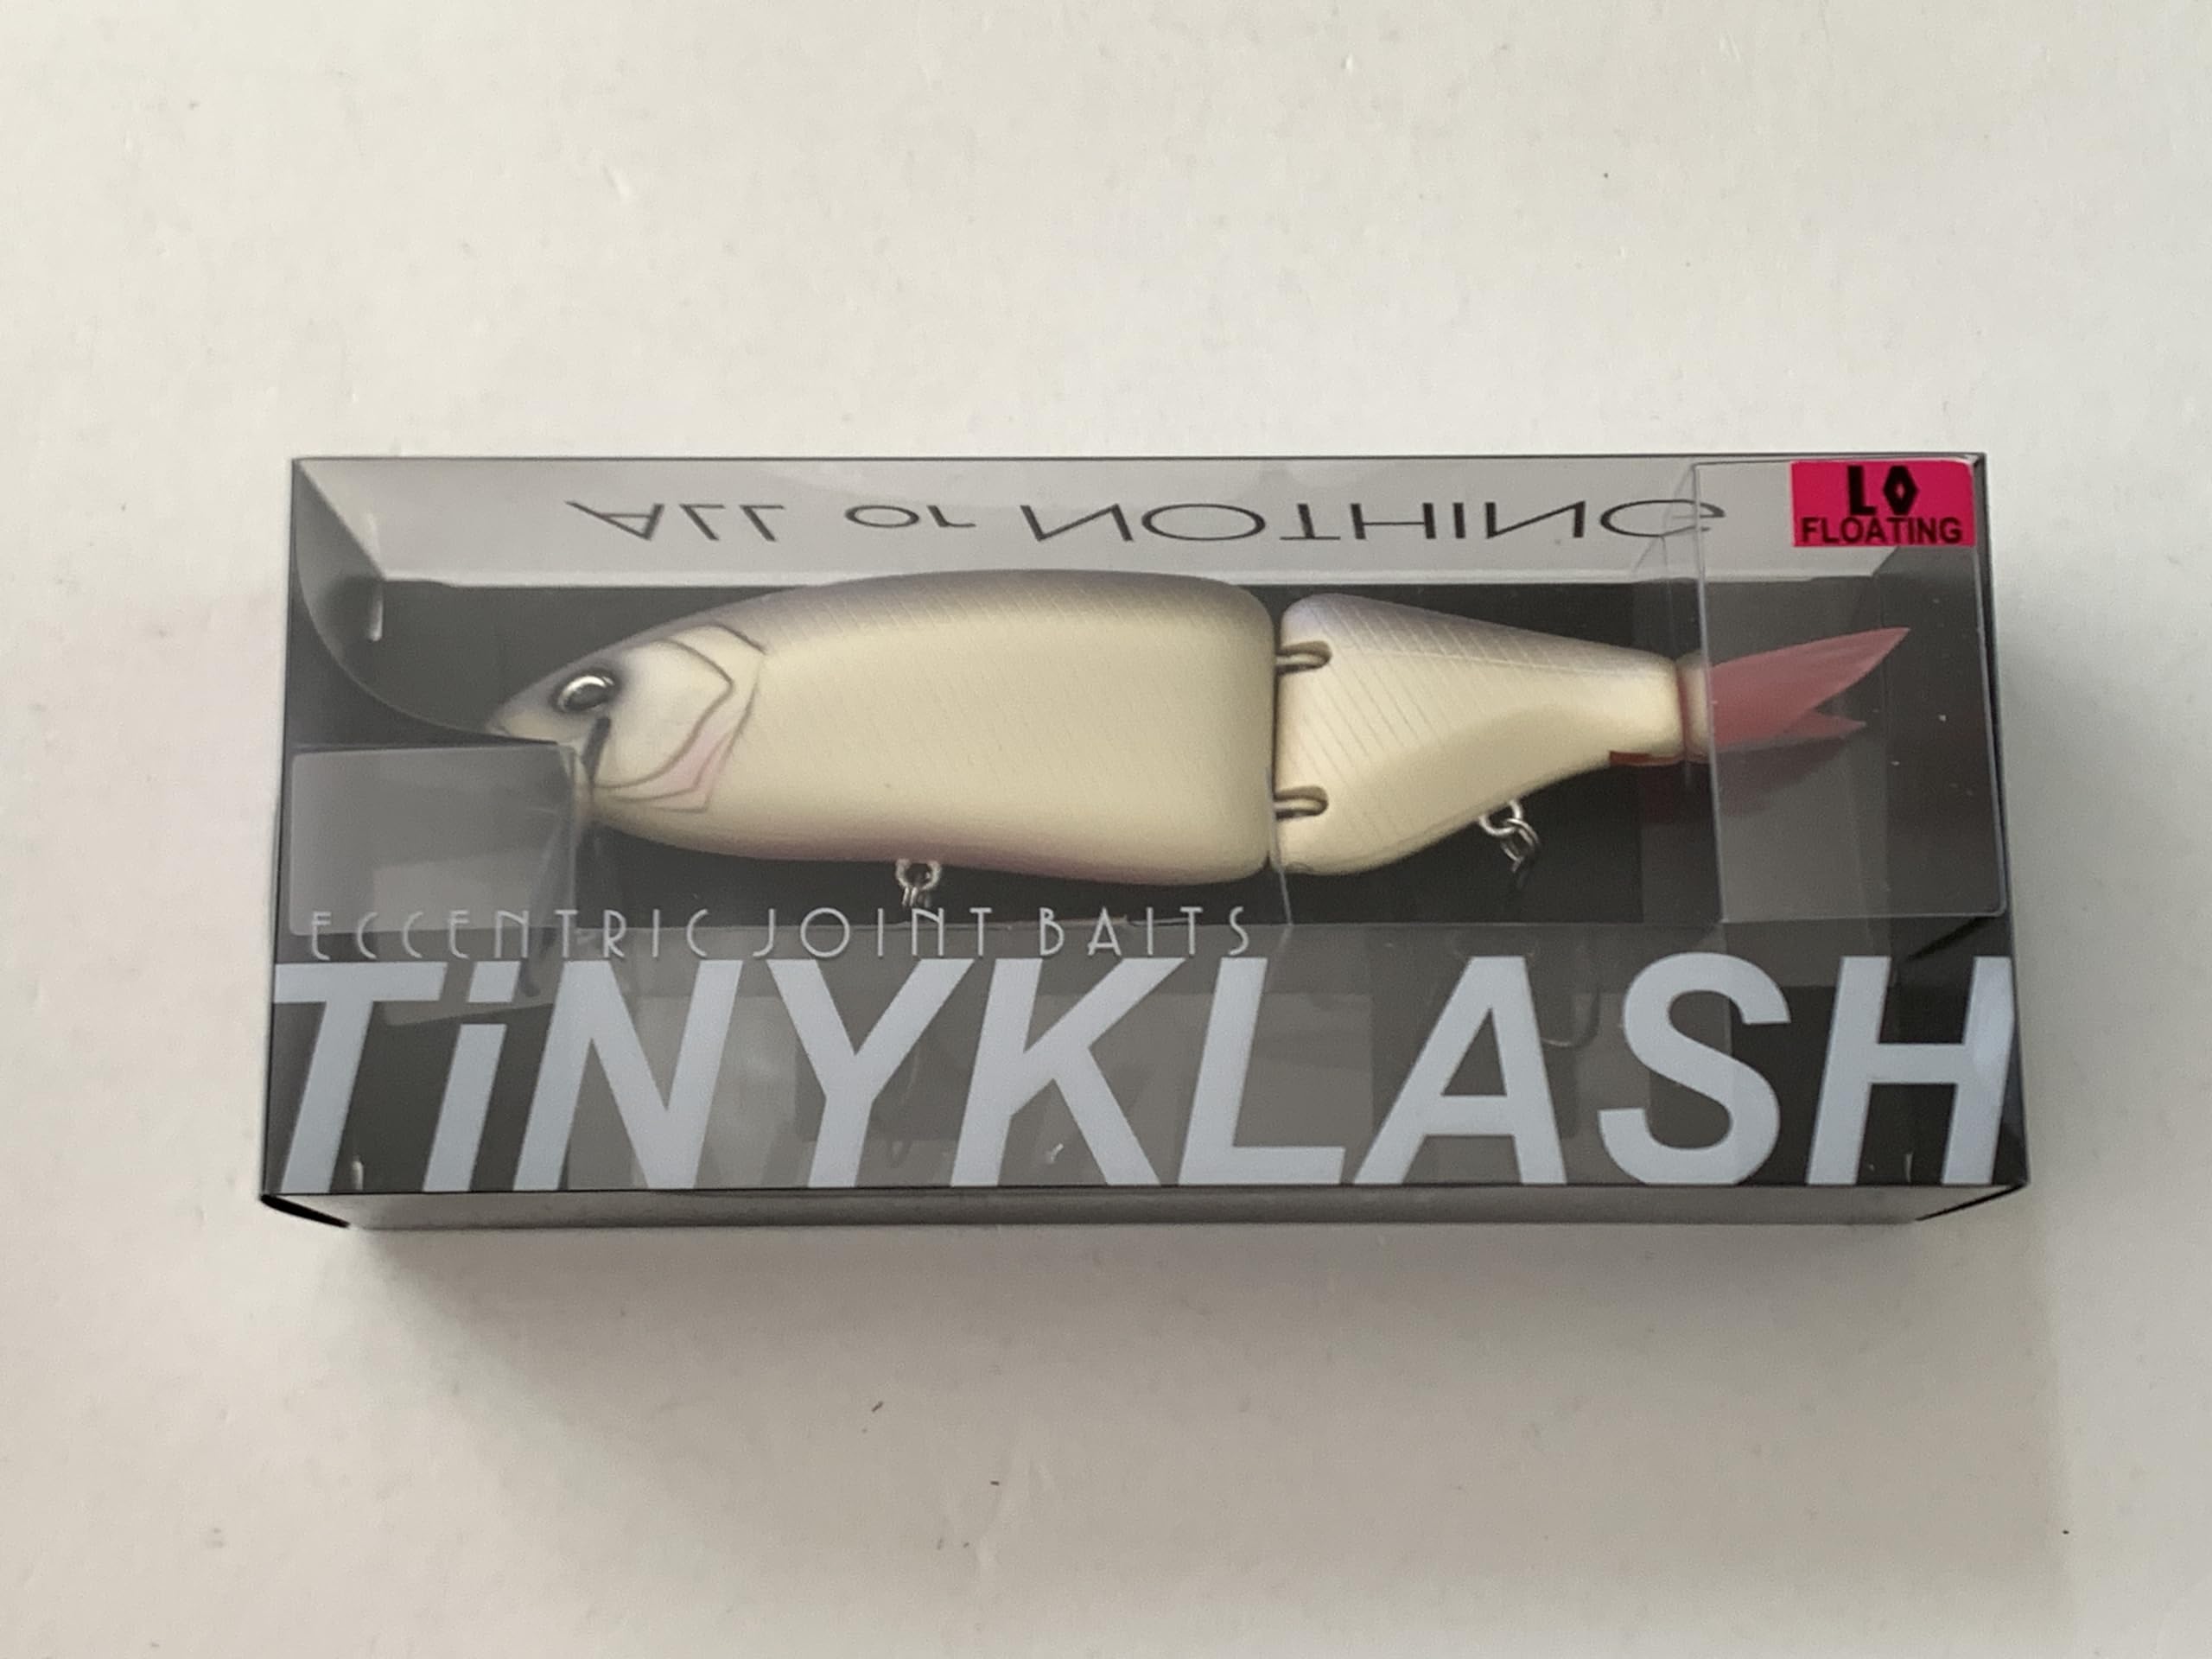 ALL or NOTHING
LO
FLOATING
ECCENTRIC JOINT BAITS
TiNYKLASH